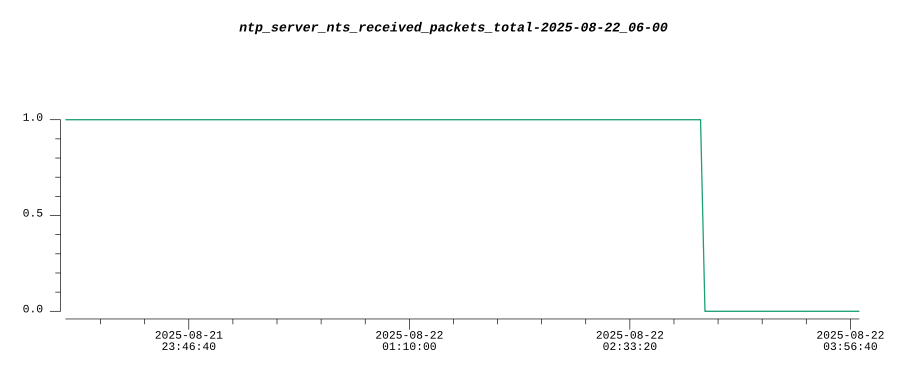 ntp_server_nts_received_packets_total-2025-08-22_06-00
1.0
0.5
0.0
2025-08-21 2025-08-22 2025-08-22 2025-08-22
23:46:40 01:10:00 02:33:20 03:56:40